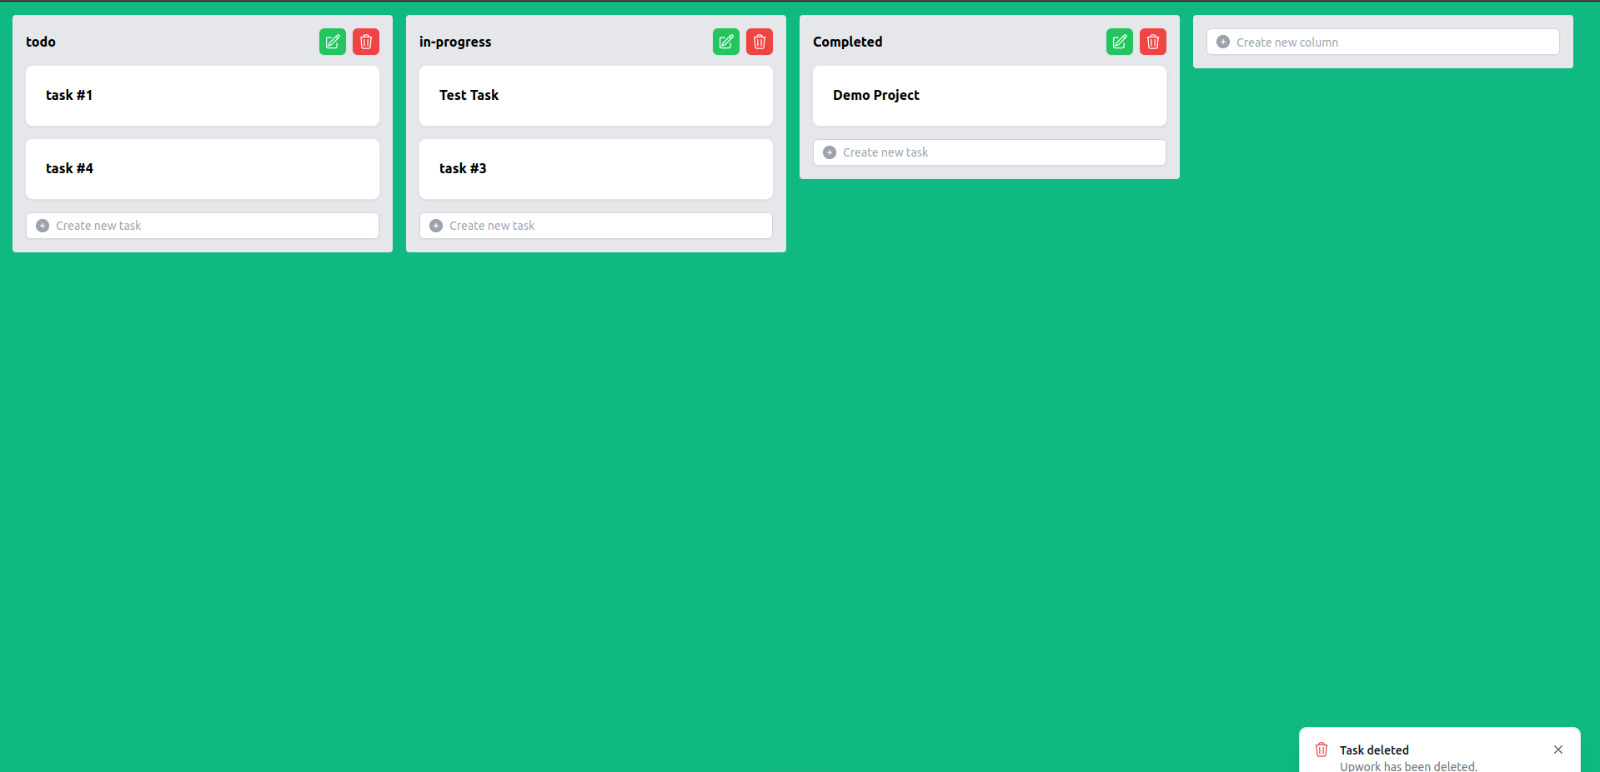 todo
task #1
task #4
Create new task
in-progress
Test Task
task #3
Create new task
Completed
Demo Project
Create new task
Create new column
Task deleted
Upwork has been deleted.